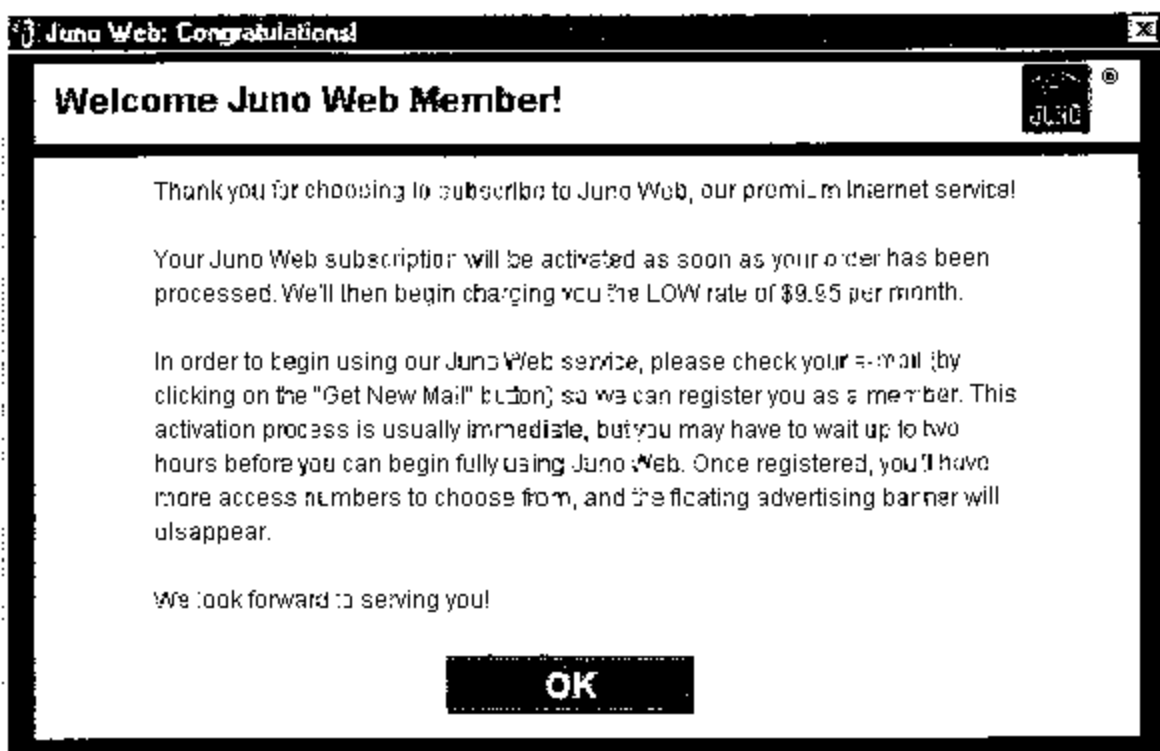 Juno Web: Congratulations!
Welcome Juno Web Member!
JUNO
®
Thank you for choosing to subscribe to Juno Web, our premium Internet service!
Your Juno Web subscription will be activated as soon as your order has been
processed. We'll then begin charging you the LOW rate of $9.95 per month.
In order to begin using our Juno Web service, please check your e-mail (by
clicking on the "Get New Mail" button) so we can register you as a member. This
activation process is usually immediate, but you may have to wait up to two
hours before you can begin fully using Juno Web. Once registered, you'll have
more access numbers to choose from, and the floating advertising banner will
disappear.
We look forward to serving you!
OK